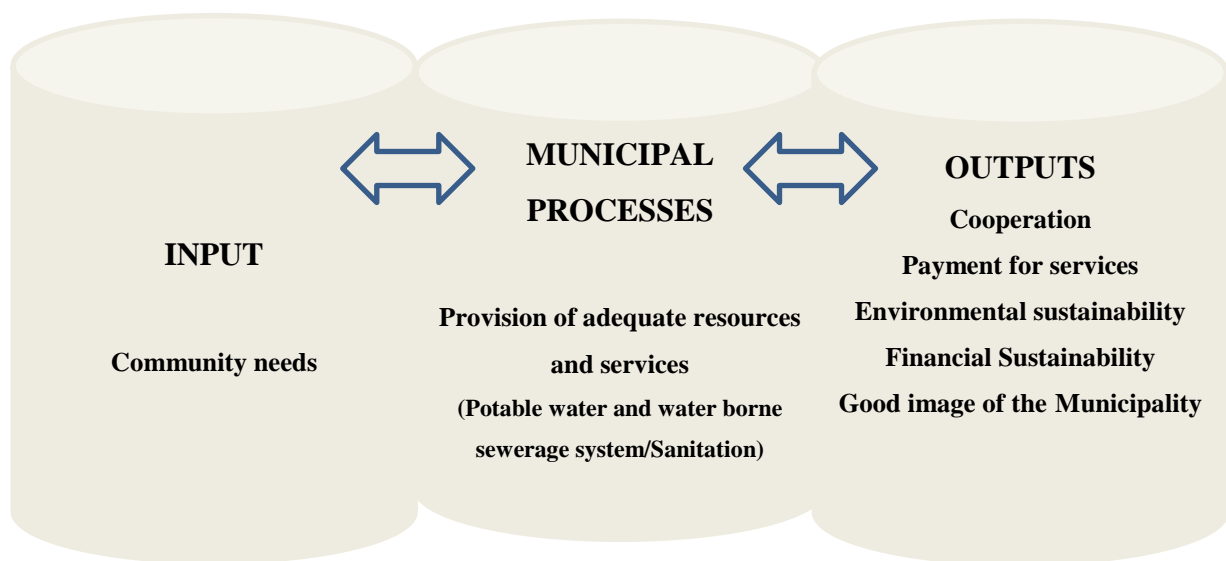 INPUT
Community needs
MUNICIPAL
PROCESSES
Provision of adequate resources
and services
(Potable water and water borne
sewerage system/Sanitation)
OUTPUTS
Cooperation
Payment for services
Environmental sustainability
Financial Sustainability
Good image of the Municipality